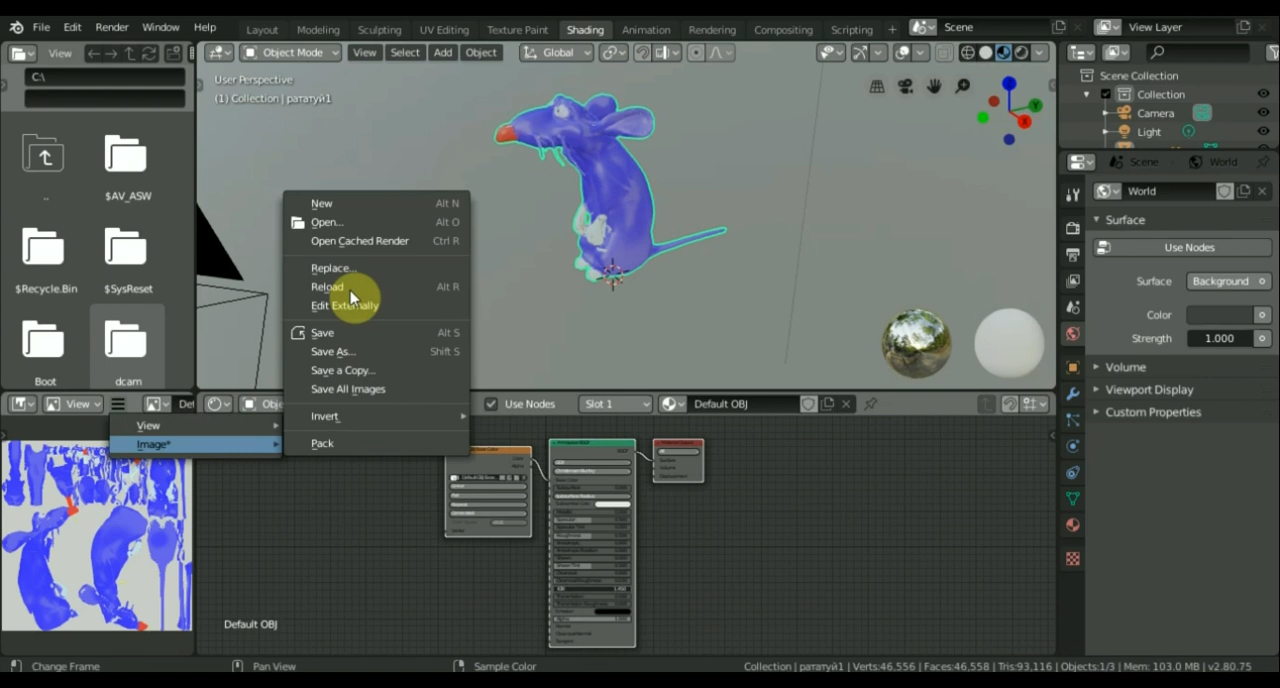 File Edit Render Window Help
Layout Modeling Sculpting UV Editing Texture Paint Shading Animation Rendering Compositing Scripting +
Scene
View Layer
View
Object Mode
View Select Add Object
Global
C:\
User Perspective
(1) Collection | рататуй1
..
$AV_ASW
$Recycle.Bin
$SysReset
Boot
dcam
New Alt N
Open... Alt O
Open Cached Render Ctrl R
Replace...
Reload Alt R
Edit Externally
Save Alt S
Save As... Shift S
Save a Copy...
Save All Images
Invert
Pack
View
View
Image*
Use Nodes
Slot 1
Default OBJ
Default OBJ
Y
X
Scene Collection
Collection
Camera
Light
Scene
World
World
Surface
Use Nodes
Surface Background
Color
Strength 1.000
Volume
Viewport Display
Custom Properties
Change Frame
Pan View
Sample Color
Collection | рататуй1 | Verts:46,556 | Faces:46,558 | Tris:93,116 | Objects:1/3 | Mem: 103.0 MB | v2.80.75